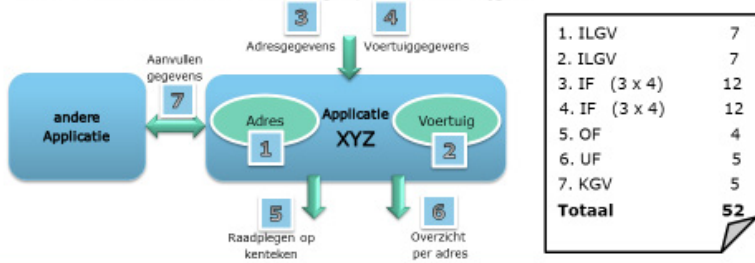 3 4
Adresgegevens Voertuiggegevens
Aanvullen
gegevens
7
andere
Applicatie
Adres
1
Applicatie
XYZ
Voertuig
2
5
Raadplegen op
kenteken
6
Overzicht
per adres
1. ILGV 7
2. ILGV 7
3. IF (3 x 4) 12
4. IF (3 x 4) 12
5. OF 4
6. UF 5
7. KGV 5
Totaal 52